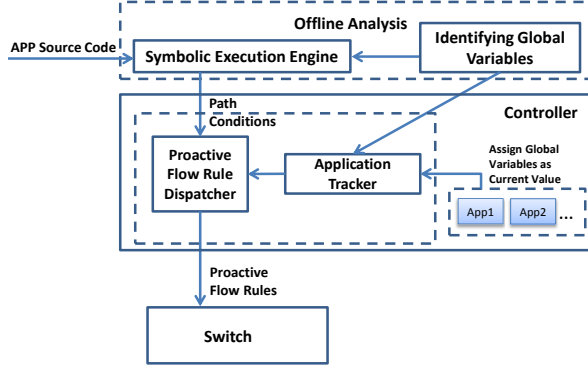 Offline Analysis
APP Source Code
Symbolic Execution Engine
Identifying Global
Variables
Path
Conditions
Controller
Proactive
Flow Rule
Dispatcher
Application
Tracker
Assign Global
Variables as
Current Value
App1
App2
...
Proactive
Flow Rules
Switch